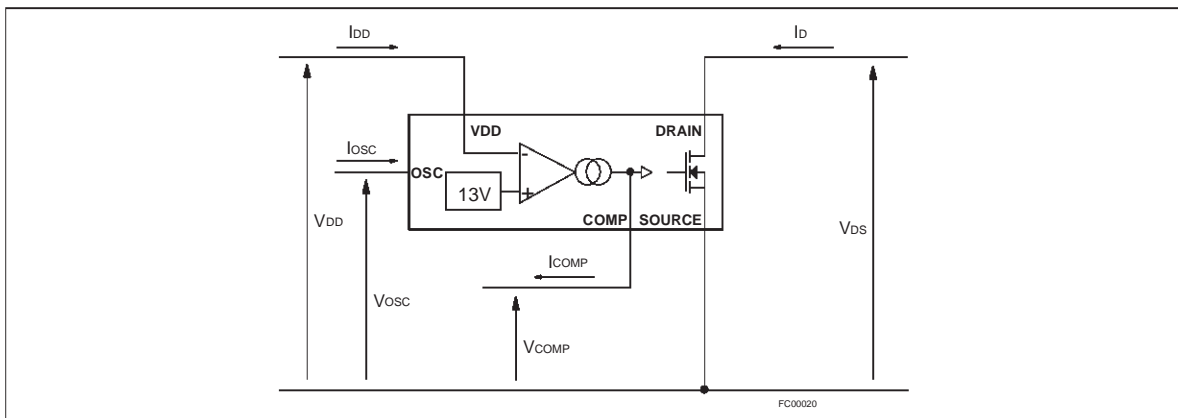 IDD
ID
VDD
DRAIN
IOSC
OSC
-
13V
+
COMP
SOURCE
VDD
VDS
ICOMP
VOSC
VCOMP
FC00020